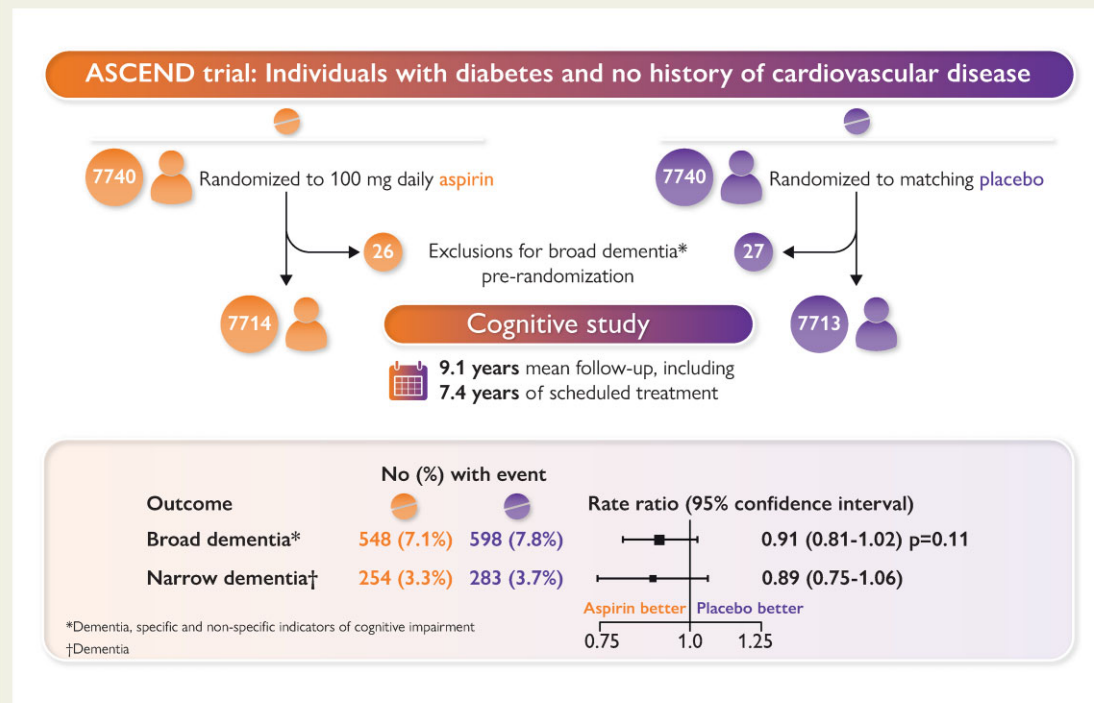 ASCEND trial: Individuals with diabetes and no history of cardiovascular disease
7740 Randomized to 100 mg daily aspirin
7740 Randomized to matching placebo
26
Exclusions for broad dementia*
pre-randomization
27
7714
Cognitive study
7713
9.1 years mean follow-up, including
7.4 years of scheduled treatment
No (%) with event
Outcome Rate ratio (95% confidence interval)
Broad dementia* 548 (7.1%) 598 (7.8%) 0.91 (0.81-1.02) p=0.11
Narrow dementia† 254 (3.3%) 283 (3.7%) 0.89 (0.75-1.06)
Aspirin better Placebo better
0.75 1.0 1.25
*Dementia, specific and non-specific indicators of cognitive impairment
†Dementia